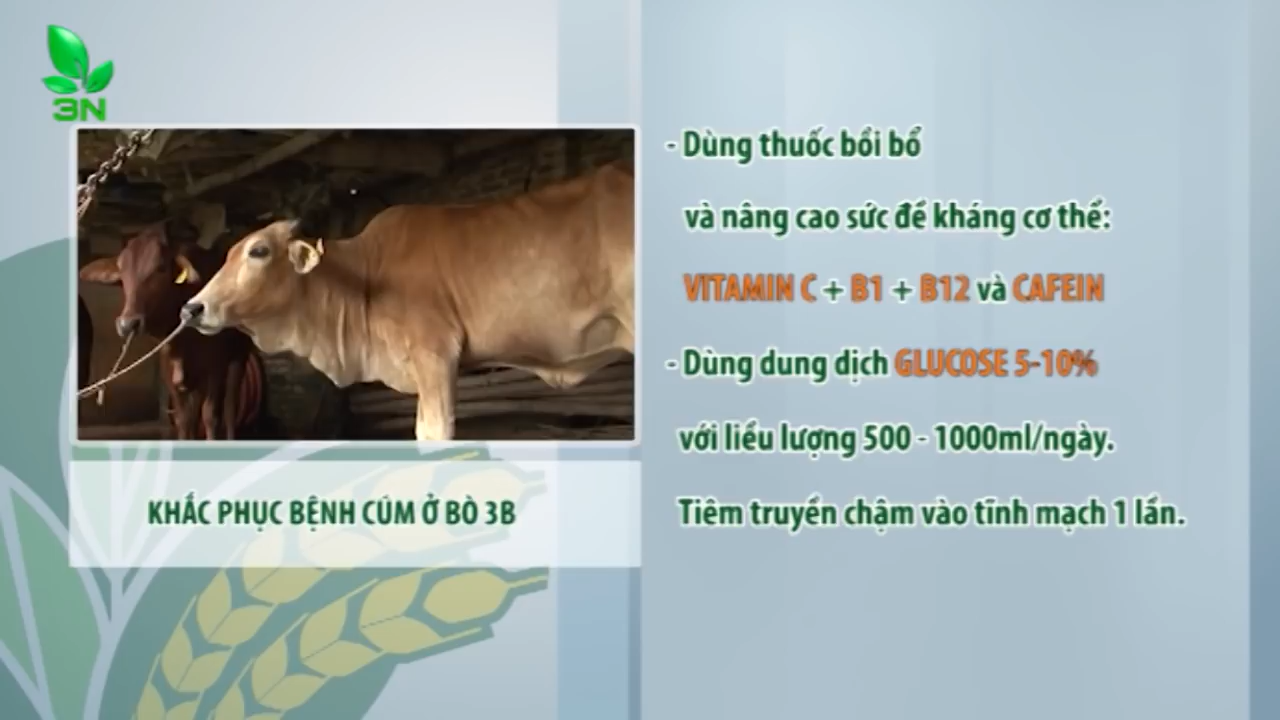 3N
- Dùng thuốc bồi bổ
và nâng cao sức đề kháng cơ thể:
VITAMIN C + B1 + B12 và CAFEIN
- Dùng dung dịch GLUCOSE 5-10%
với liều lượng 500 - 1000ml/ngày.
Tiêm truyền chậm vào tĩnh mạch 1 lần.
KHẮC PHỤC BỆNH CÚM Ở BÒ 3B